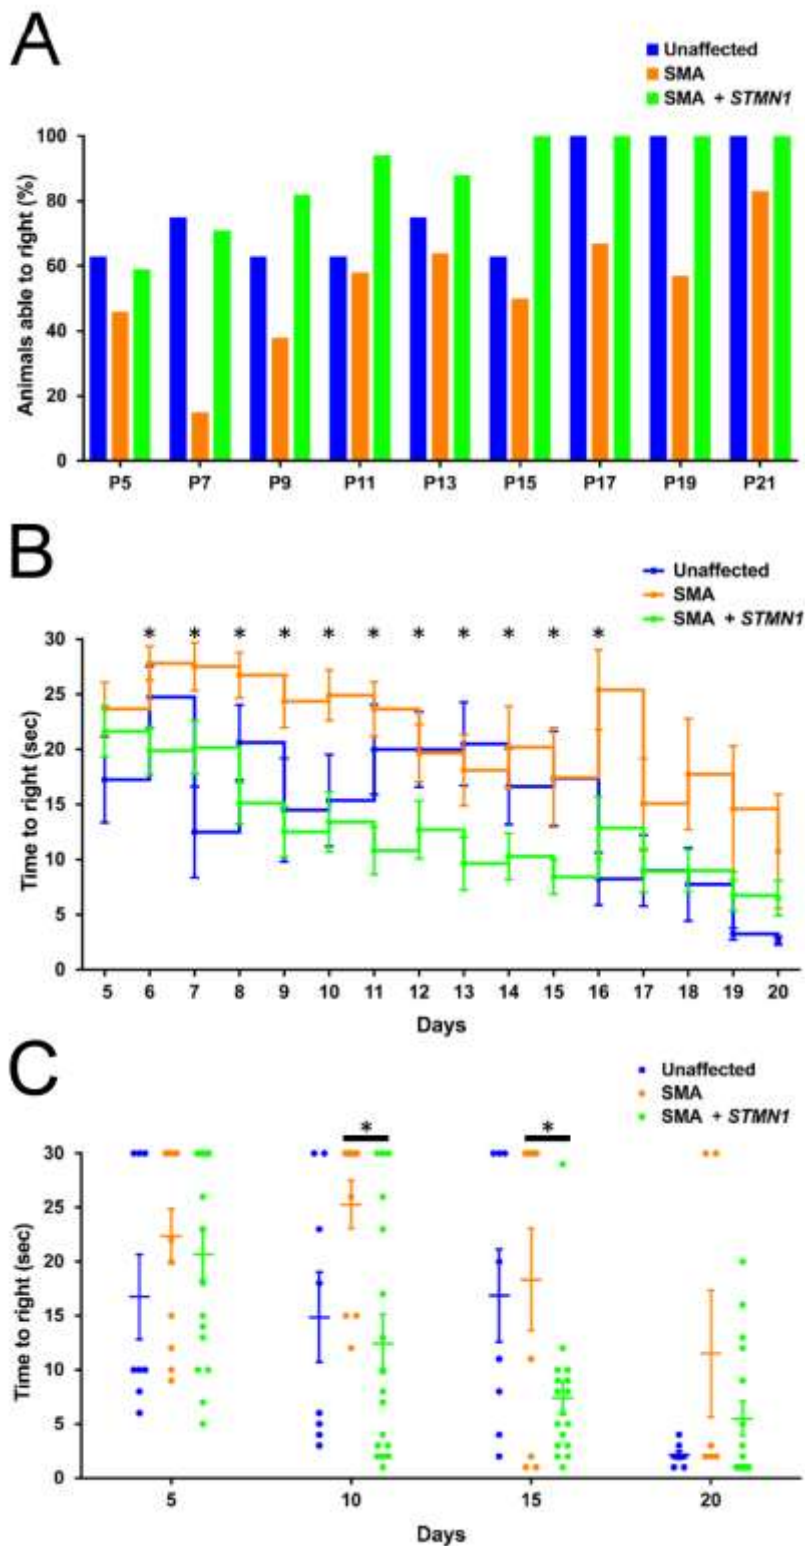 A
Unaffected
SMA
SMA + STMN1
Animals able to right (%)
100
80
60
40
20
0
P5 P7 P9 P11 P13 P15 P17 P19 P21
B
Unaffected
SMA
SMA + STMN1
* * * * * * * * * * *
Time to right (sec)
30
25
20
15
10
5
0
5 6 7 8 9 10 11 12 13 14 15 16 17 18 19 20
Days
C
Unaffected
SMA
SMA + STMN1
* *
Time to right (sec)
30
20
15
10
5
0
5 10 15 20
Days